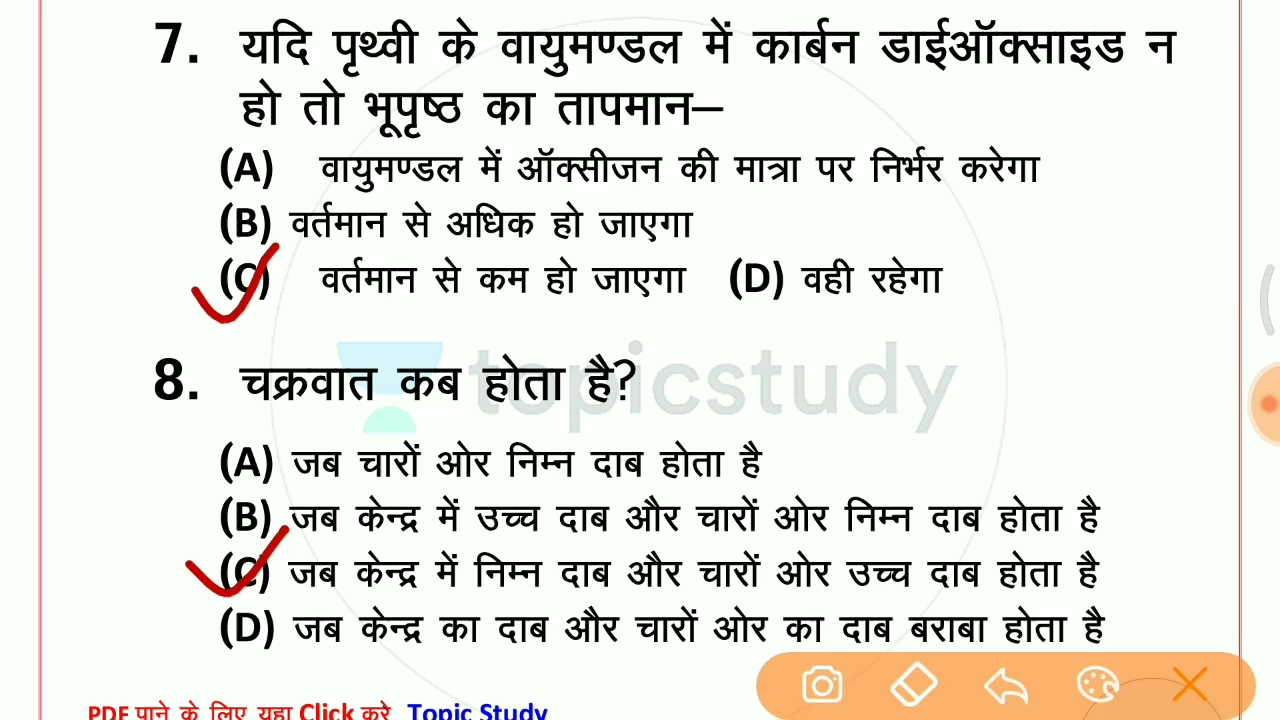 7. यदि पृथ्वी के वायुमण्डल में कार्बन डाईऑक्साइड न
हो तो भूपृष्ठ का तापमान–
(A) वायुमण्डल में ऑक्सीजन की मात्रा पर निर्भर करेगा
(B) वर्तमान से अधिक हो जाएगा
(C) वर्तमान से कम हो जाएगा (D) वही रहेगा
topicstudy
8. चक्रवात कब होता है?
(A) जब चारों ओर निम्न दाब होता है
(B) जब केन्द्र में उच्च दाब और चारों ओर निम्न दाब होता है
(C) जब केन्द्र में निम्न दाब और चारों ओर उच्च दाब होता है
(D) जब केन्द्र का दाब और चारों ओर का दाब बराबा होता है
PDF पाने के लिए यहा Click करे Topic Study